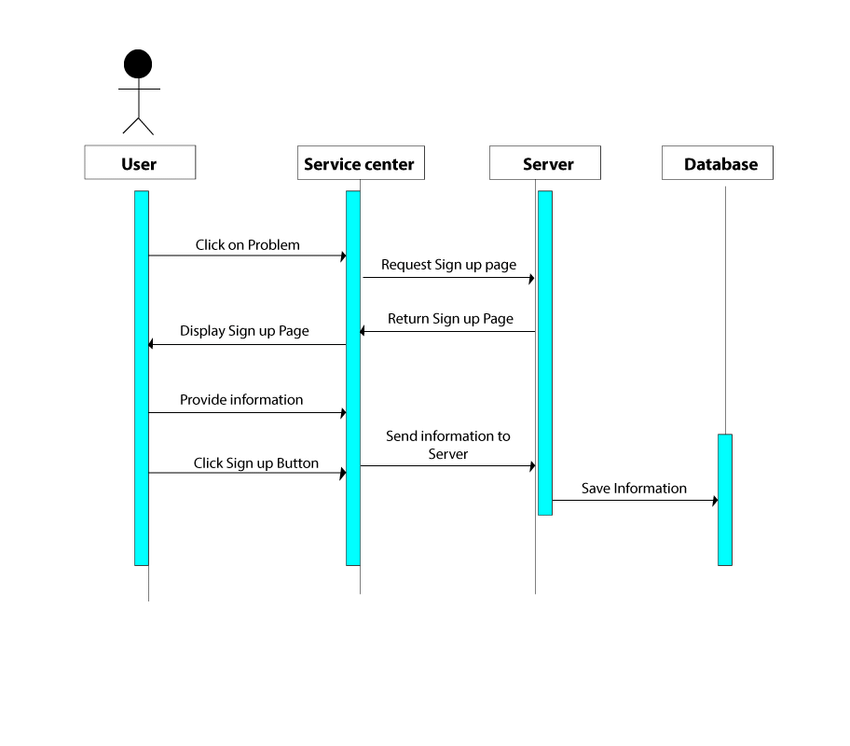 User
Service center
Server
Database
Click on Problem
Request Sign up page
Return Sign up Page
Display Sign up Page
Provide information
Send information to
Server
Click Sign up Button
Save Information